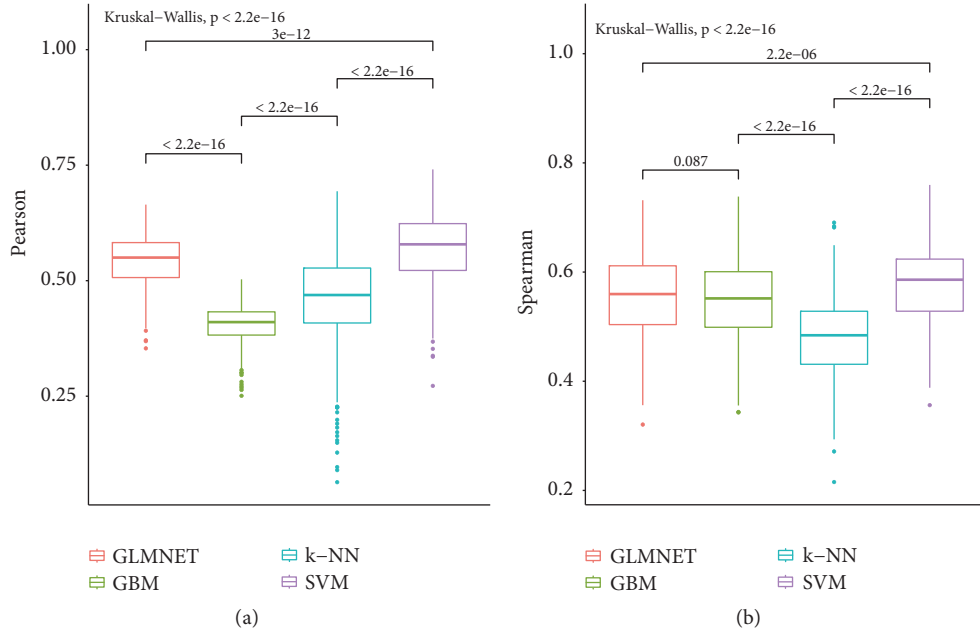 Kruskal−Wallis, p < 2.2e−16
3e−12
1.00
< 2.2e−16
< 2.2e−16
< 2.2e−16
0.75
Pearson
0.50
0.25
GLMNET
k−NN
GBM
SVM
(a)
Kruskal−Wallis, p < 2.2e−16
1.0
2.2e−06
< 2.2e−16
< 2.2e−16
0.087
0.8
Spearman
0.6
0.4
0.2
GLMNET
k−NN
GBM
SVM
(b)